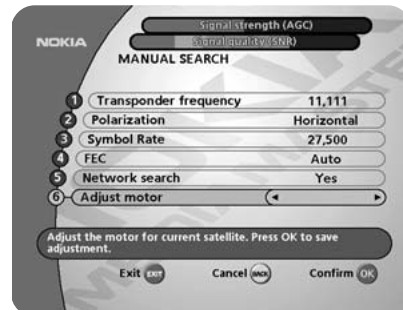 Signal strength (AGC)
NOKIA
Signal quality (SNR)
MANUAL SEARCH
1 Transponder frequency 11,111
2 Polarization Horizontal
3 Symbol Rate 27,500
4 FEC Auto
5 Network search Yes
6 Adjust motor
Adjust the motor for current satellite. Press OK to save
adjustment.
Exit EXIT Cancel BACK Confirm OK